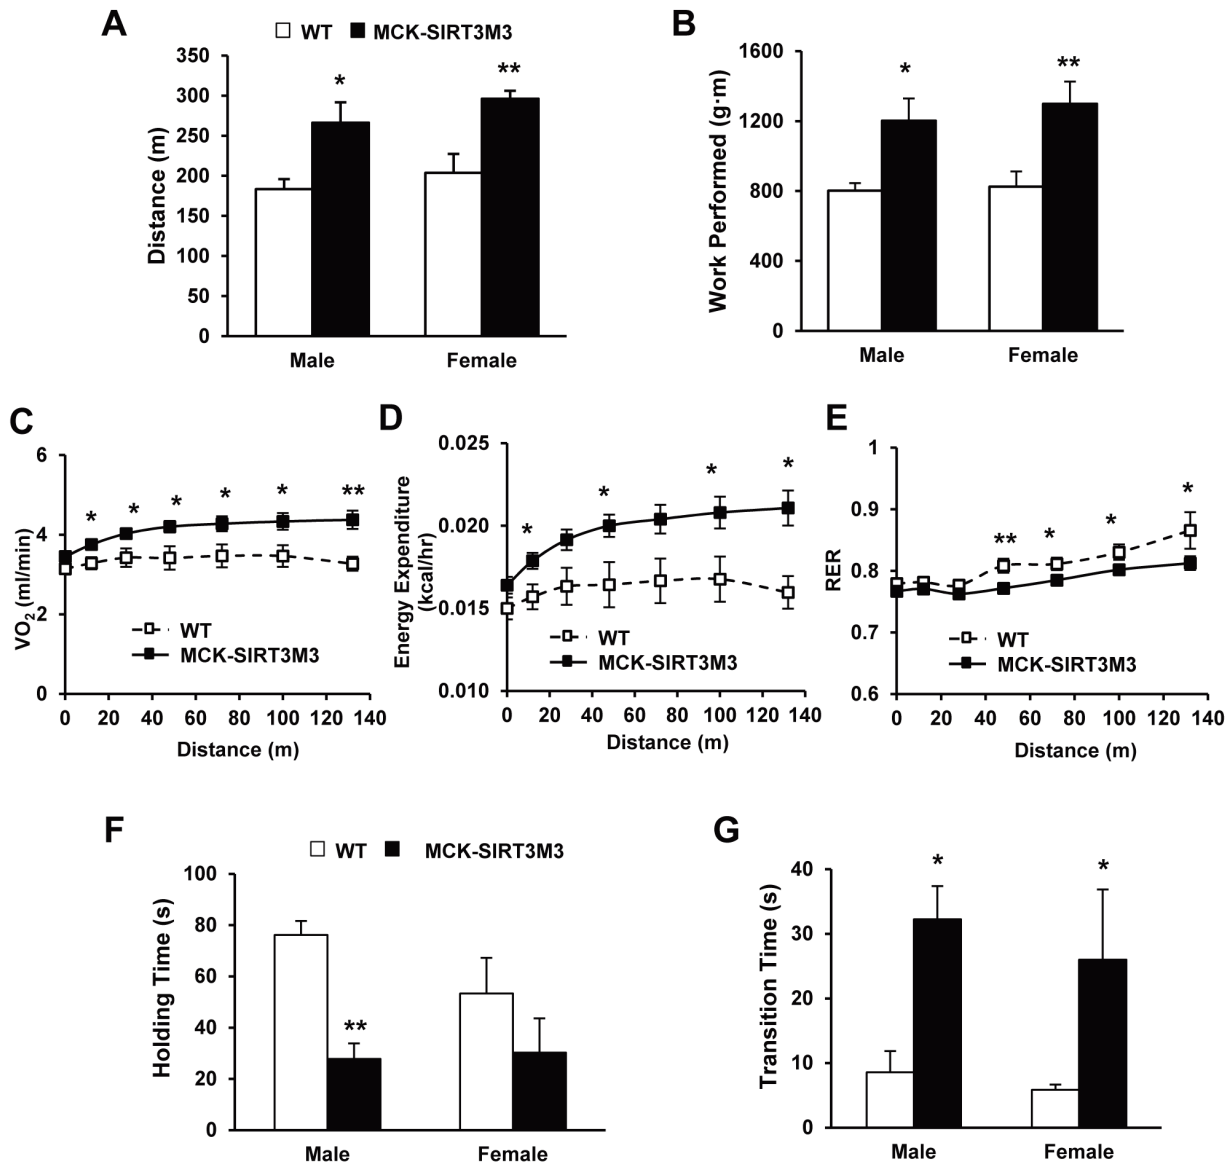 A
WT MCK-SIRT3M3
350
300
250
200
150
100
50
0
Distance (m)
*
**
Male Female
B
1600
1200
800
400
0
Work Performed (g·m)
*
**
Male Female
C
6
4
2
0
VO2 (ml/min)
* * * * * **
WT
MCK-SIRT3M3
0 20 40 60 80 100 120 140
Distance (m)
D
0.025
0.020
0.015
0.010
Energy Expenditure
(kcal/hr)
* * * *
WT
MCK-SIRT3M3
0 20 40 60 80 100 120 140
Distance (m)
E
1
0.9
0.8
0.7
0.6
RER
** * * *
WT
MCK-SIRT3M3
0 20 40 60 80 100 120 140
Distance (m)
F
WT MCK-SIRT3M3
100
80
60
40
20
0
Holding Time (s)
**
Male Female
G
40
30
20
10
0
Transition Time (s)
* *
Male Female